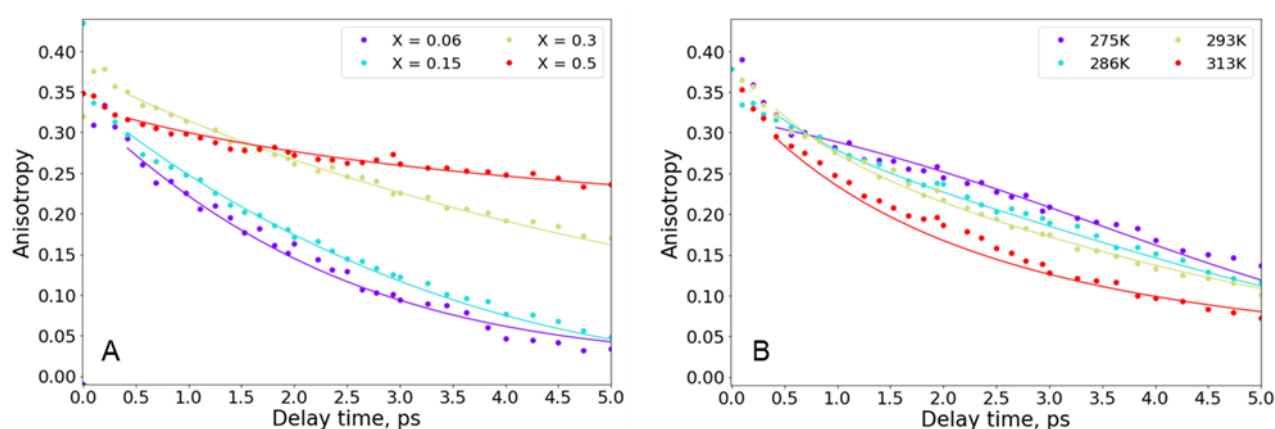 Anisotropy
0.40
0.35
0.30
0.25
0.20
0.15
0.10
0.05
0.00
X = 0.06 X = 0.3
X = 0.15 X = 0.5
A
0.0 0.5 1.0 1.5 2.0 2.5 3.0 3.5 4.0 4.5 5.0
Delay time, ps
Anisotropy
0.40
0.35
0.30
0.25
0.20
0.15
0.10
0.05
0.00
275K 293K
286K 313K
B
0.0 0.5 1.0 1.5 2.0 2.5 3.0 3.5 4.0 4.5 5.0
Delay time, ps